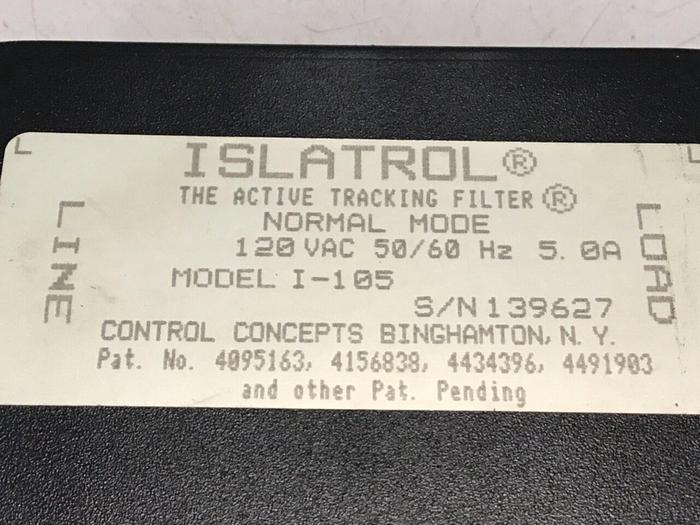 L
L
ISLATROL®
THE ACTIVE TRACKING FILTER®
NORMAL MODE
120 VAC 50/60 Hz 5.0A
MODEL I-105
S/N 139627
CONTROL CONCEPTS BINGHAMTON, N.Y.
Pat. No. 4095163, 4156838, 4434396, 4491903
and other Pat. Pending
LINE
LOAD